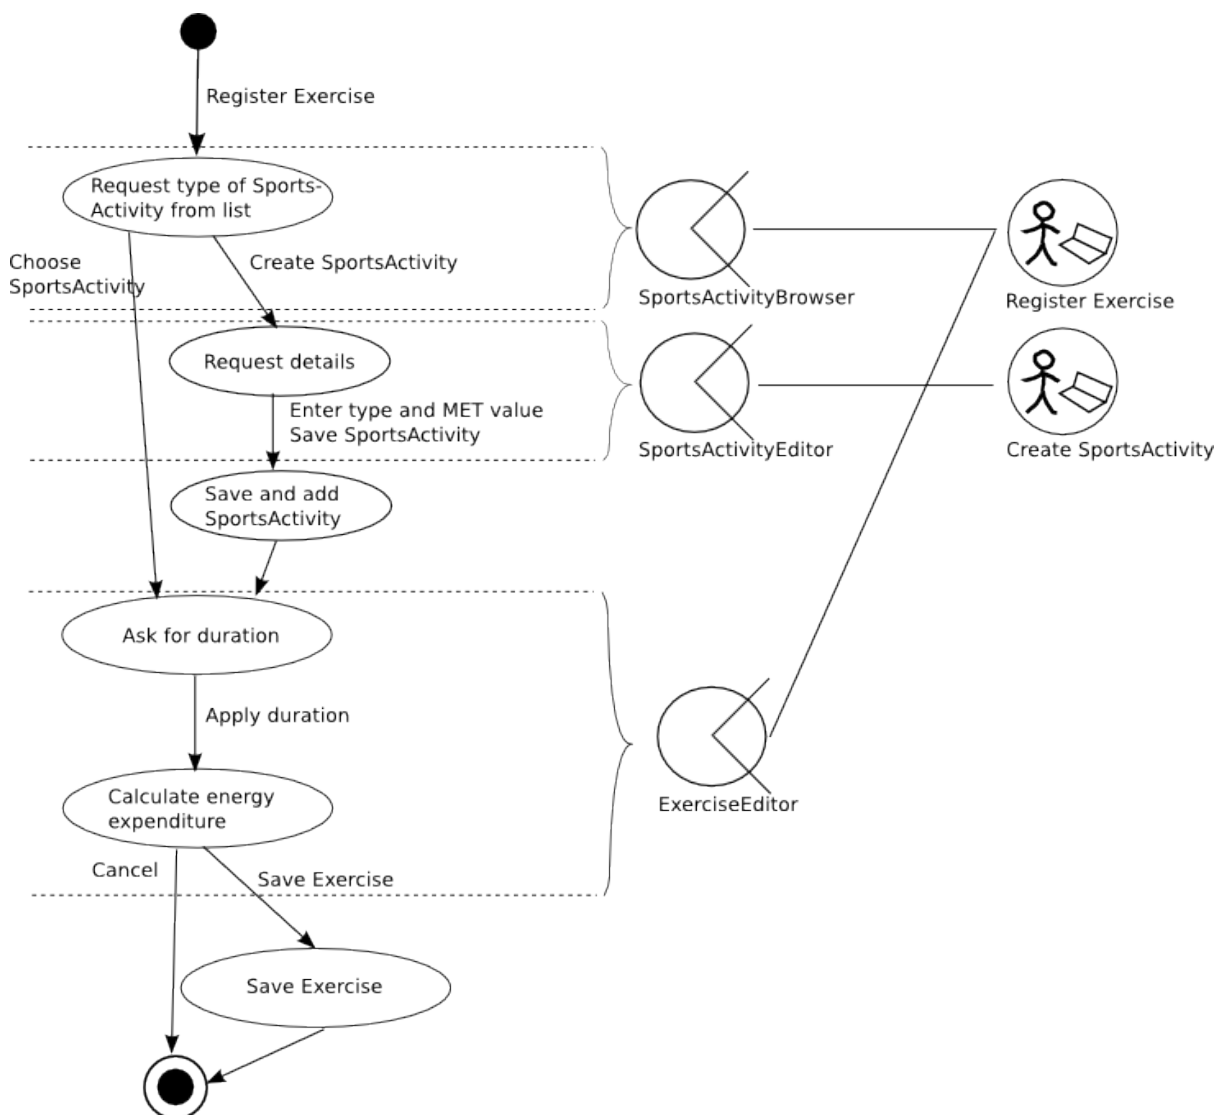 Register Exercise
Request type of Sports-
Activity from list
Choose
SportsActivity
Create SportsActivity
SportsActivityBrowser
Register Exercise
Request details
Enter type and MET value
Save SportsActivity
SportsActivityEditor
Create SportsActivity
Save and add
SportsActivity
Ask for duration
Apply duration
Calculate energy
expenditure
ExerciseEditor
Cancel
Save Exercise
Save Exercise